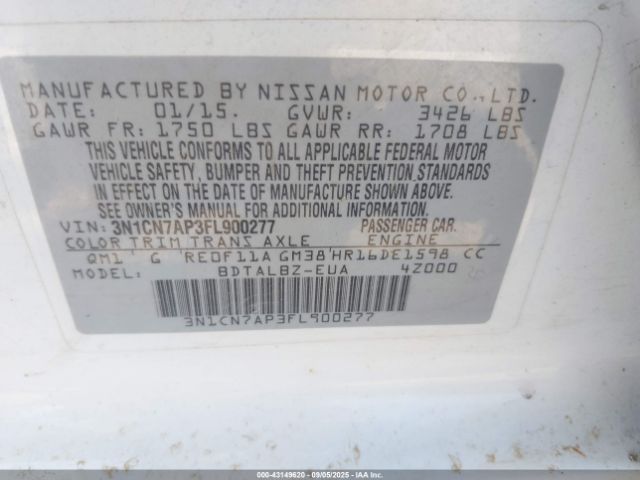 MANUFACTURED BY NISSAN MOTOR CO.,LTD.
DATE: 01/15. GVWR: 3426 LBS
GAWR FR: 1750 LBS GAWR RR: 1708 LBS
THIS VEHICLE CONFORMS TO ALL APPLICABLE FEDERAL MOTOR
VEHICLE SAFETY, BUMPER AND THEFT PREVENTION STANDARDS
IN EFFECT ON THE DATE OF MANUFACTURE SHOWN ABOVE.
SEE OWNER'S MANUAL FOR ADDITIONAL INFORMATION.
VIN: 3N1CN7AP3FL900277 PASSENGER CAR.
COLOR TRIM TRANS AXLE ENGINE
QM1 G RE0F11A GM38 HR16DE1598 CC
MODEL: BDTALBZ-EUA 4Z000
3N1CN7AP3FL900277
000-43149620 - 09/05/2025 - IAAI.COM